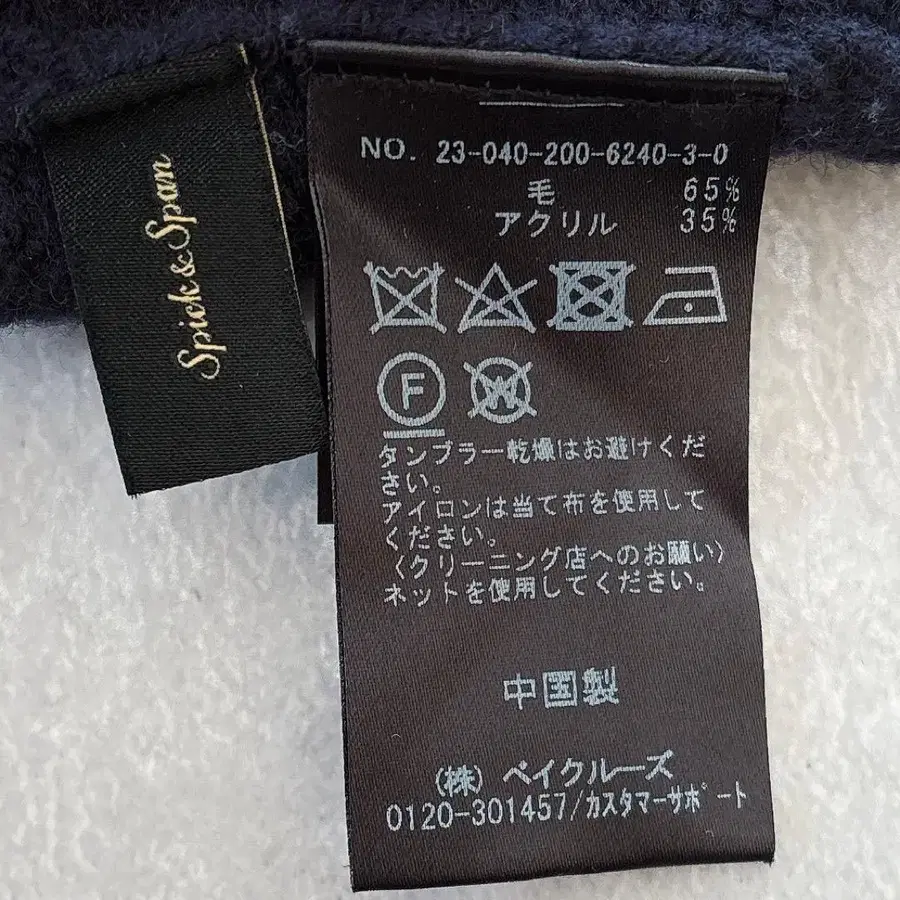 Spick&Span
NO. 23-040-200-6240-3-0
毛 65%
アクリル 35%
F
W
タンブラー乾燥はお避けくだ
さい。
アイロンは当て布を使用して
ください。
〈クリーニング店へのお願い〉
ネットを使用してください。
中国製
(株) ベイクルーズ
0120-301457/カスタマーサポート